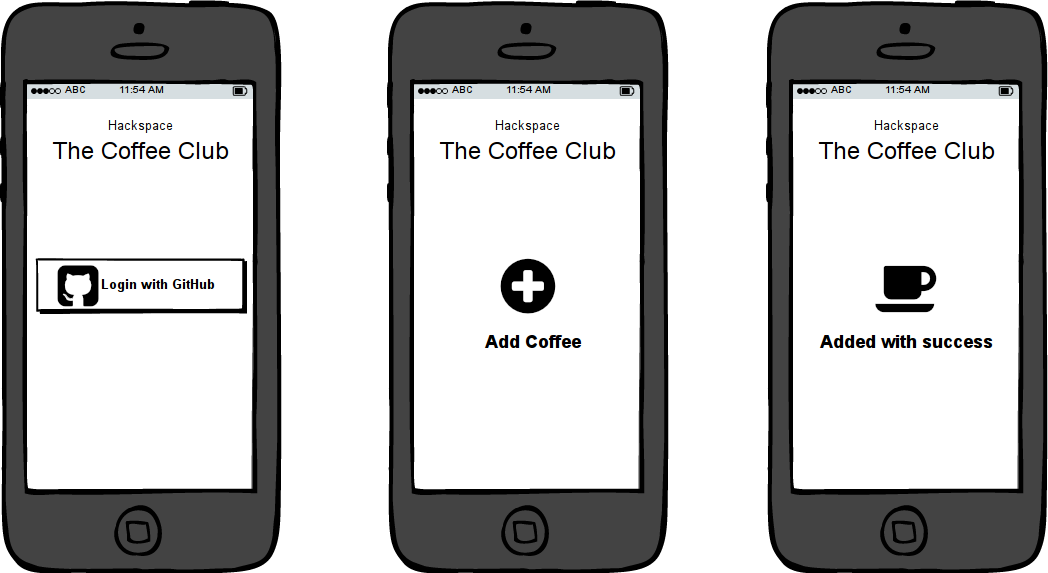 ABC 11:54 AM
Hackspace
The Coffee Club
Login with GitHub
ABC 11:54 AM
Hackspace
The Coffee Club
Add Coffee
ABC 11:54 AM
Hackspace
The Coffee Club
Added with success